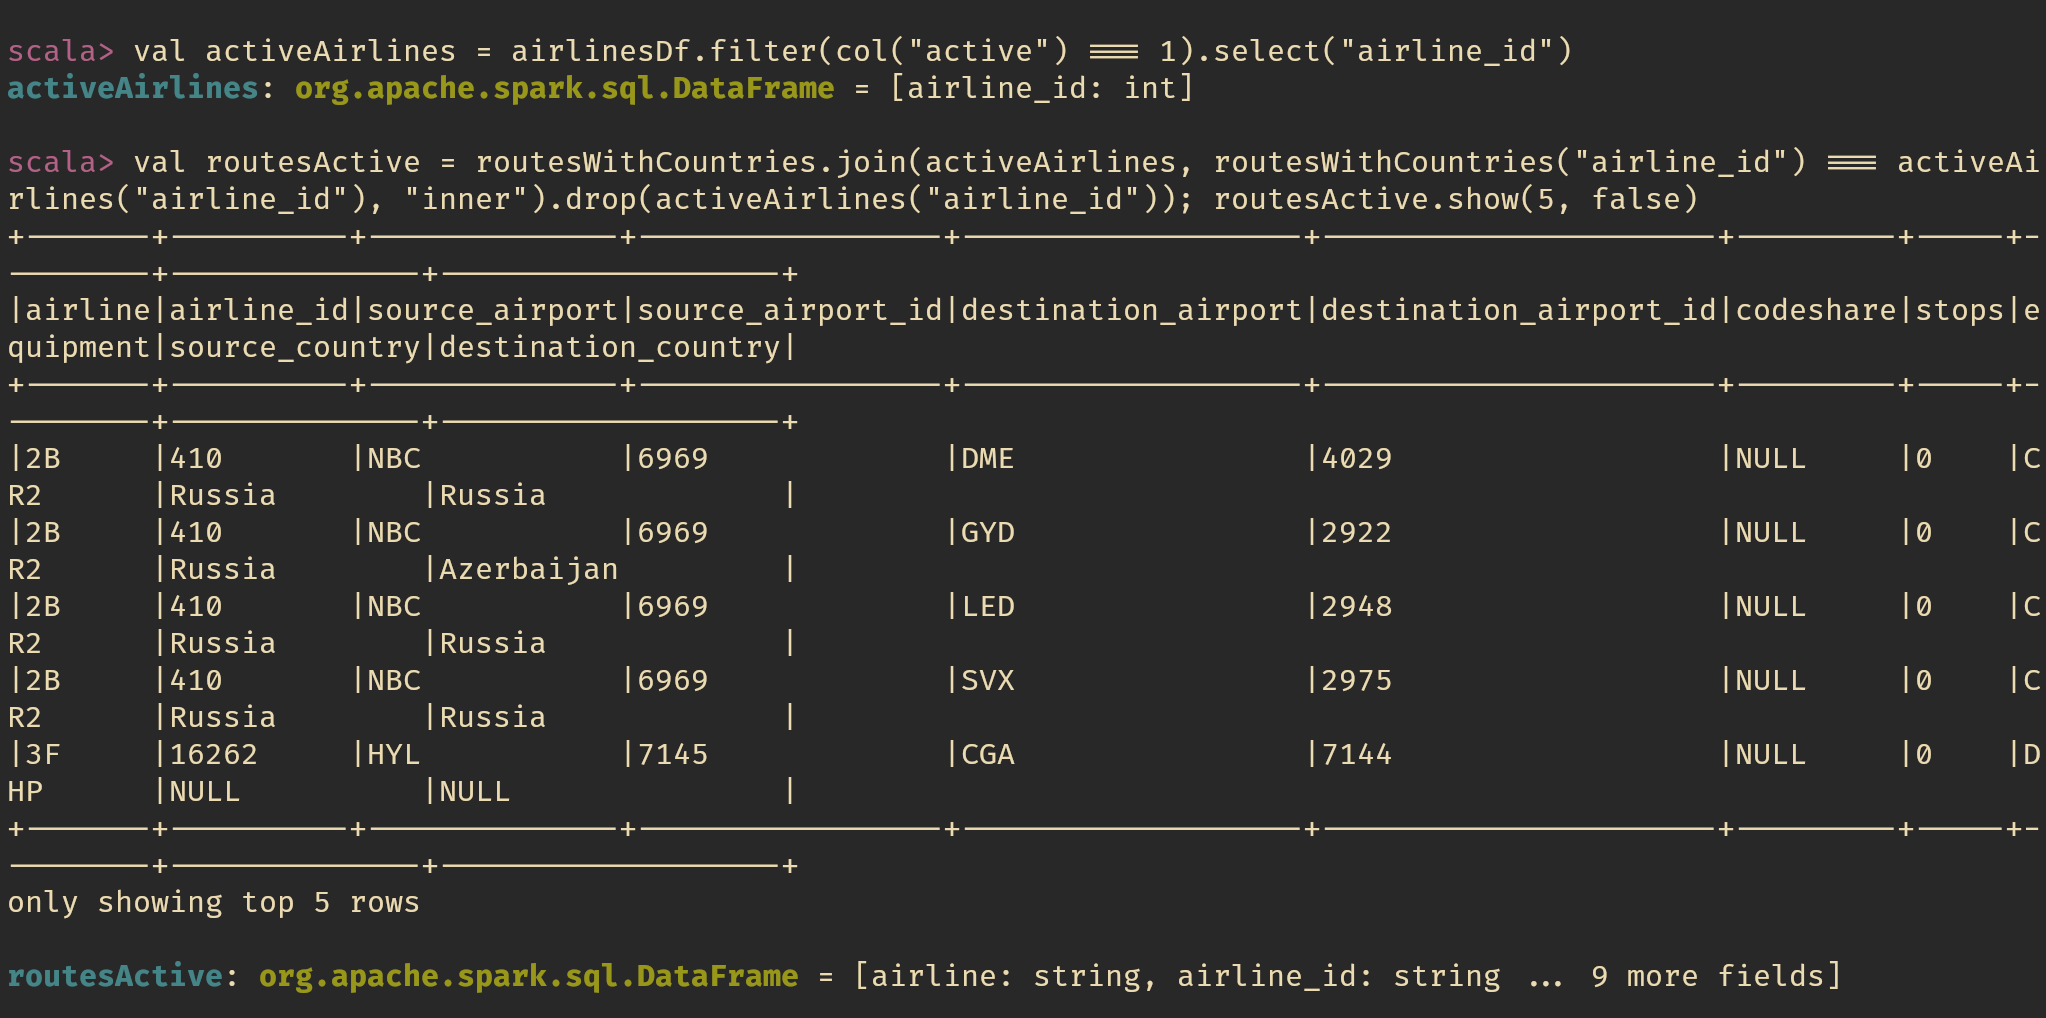 scala> val activeAirlines = airlinesDf.filter(col("active") === 1).select("airline_id")
activeAirlines: org.apache.spark.sql.DataFrame = [airline_id: int]
scala> val routesActive = routesWithCountries.join(activeAirlines, routesWithCountries("airline_id") === activeAi
rlines("airline_id"), "inner").drop(activeAirlines("airline_id")); routesActive.show(5, false)
+-------+----------+--------------+-----------------+-------------------+----------------------+---------+-----+-
--------+--------------+-------------------+
|airline|airline_id|source_airport|source_airport_id|destination_airport|destination_airport_id|codeshare|stops|e
quipment|source_country|destination_country|
+-------+----------+--------------+-----------------+-------------------+----------------------+---------+-----+-
--------+--------------+-------------------+
|2B     |410       |NBC           |6969             |DME                |4029                  |NULL     |0    |C
R2      |Russia        |Russia             |
|2B     |410       |NBC           |6969             |GYD                |2922                  |NULL     |0    |C
R2      |Russia        |Azerbaijan         |
|2B     |410       |NBC           |6969             |LED                |2948                  |NULL     |0    |C
R2      |Russia        |Russia             |
|2B     |410       |NBC           |6969             |SVX                |2975                  |NULL     |0    |C
R2      |Russia        |Russia             |
|3F     |16262     |HYL           |7145             |CGA                |7144                  |NULL     |0    |D
HP      |NULL          |NULL               |
+-------+----------+--------------+-----------------+-------------------+----------------------+---------+-----+-
--------+--------------+-------------------+
only showing top 5 rows
routesActive: org.apache.spark.sql.DataFrame = [airline: string, airline_id: string ... 9 more fields]